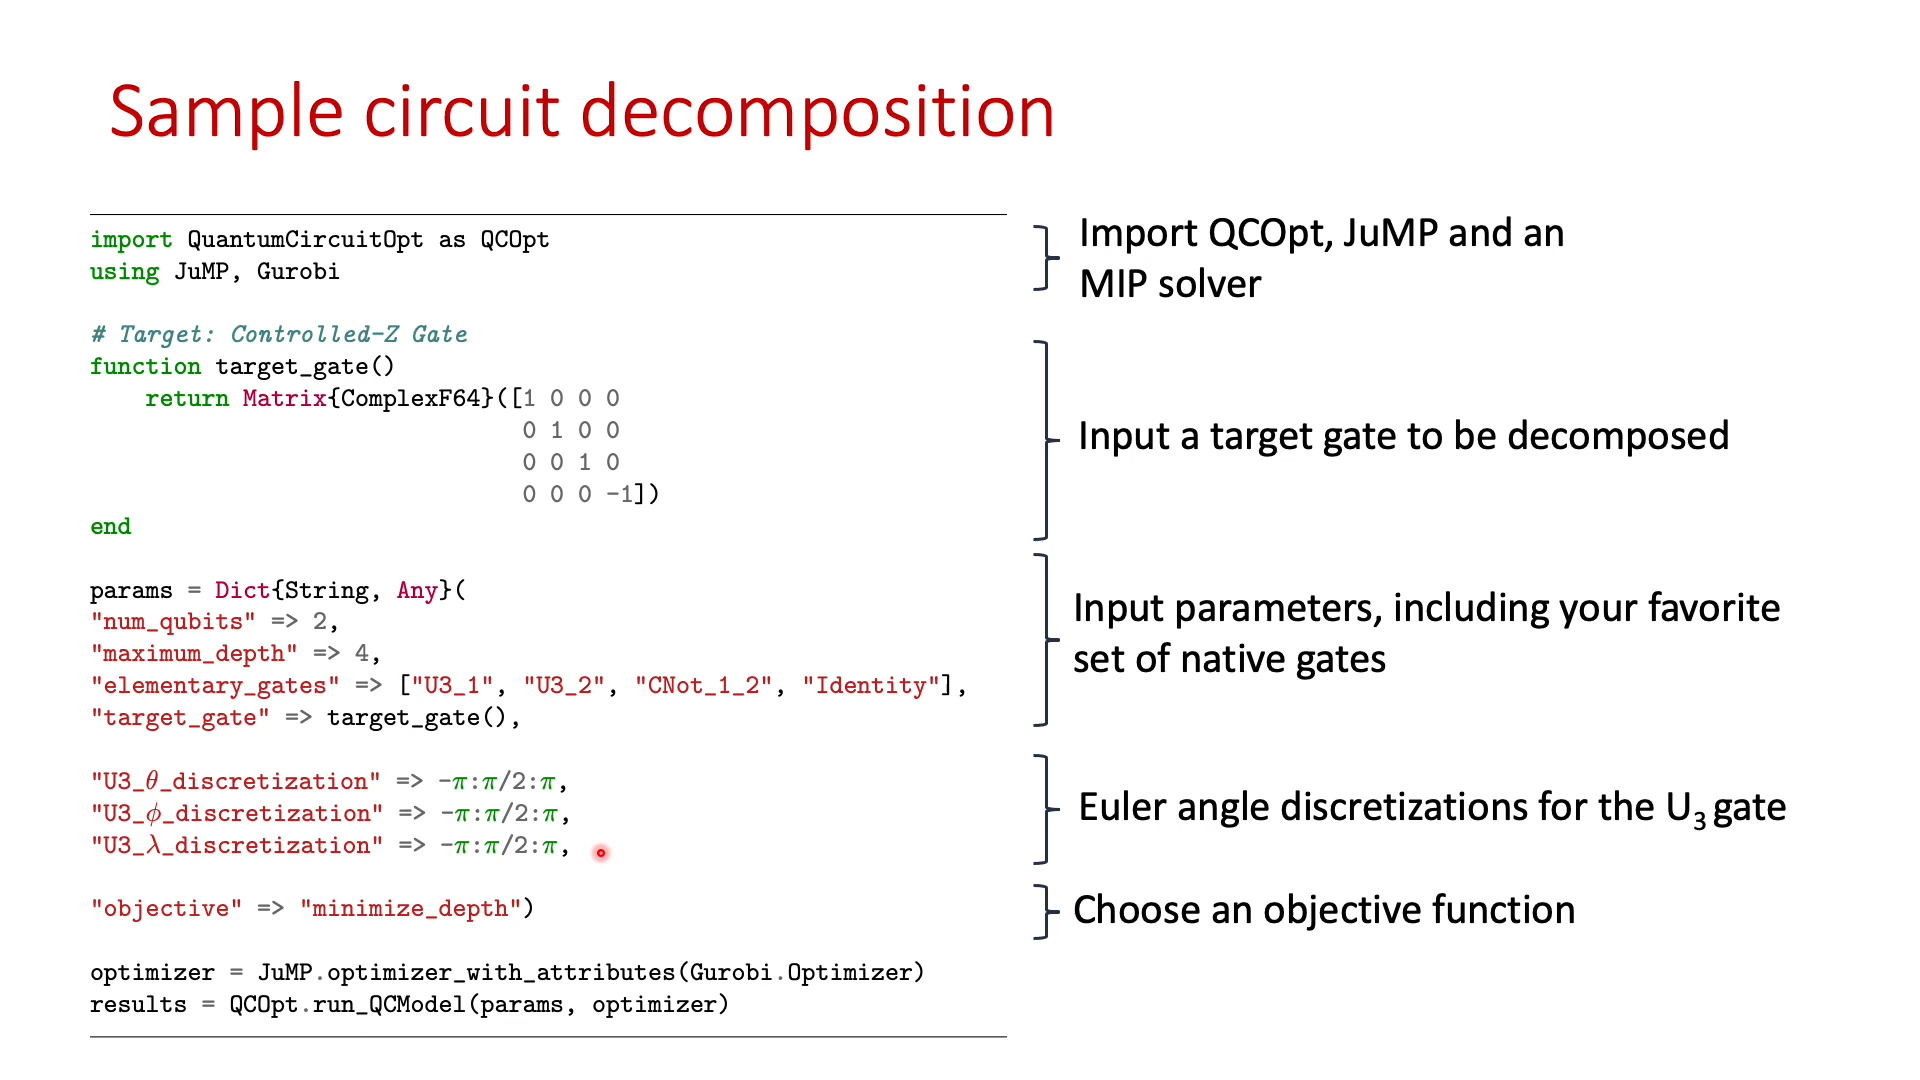 Sample circuit decomposition
import QuantumCircuitOpt as QCOpt
using JuMP, Gurobi
# Target: Controlled-Z Gate
function target_gate()
    return Matrix{ComplexF64}([1 0 0 0
                               0 1 0 0
                               0 0 1 0
                               0 0 0 -1])
end
params = Dict{String, Any}(
"num_qubits" => 2,
"maximum_depth" => 4,
"elementary_gates" => ["U3_1", "U3_2", "CNot_1_2", "Identity"],
"target_gate" => target_gate(),
"U3_θ_discretization" => -π:π/2:π,
"U3_ϕ_discretization" => -π:π/2:π,
"U3_λ_discretization" => -π:π/2:π,
"objective" => "minimize_depth")
optimizer = JuMP.optimizer_with_attributes(Gurobi.Optimizer)
results = QCOpt.run_QCModel(params, optimizer)
Import QCOpt, JuMP and an
MIP solver
Input a target gate to be decomposed
Input parameters, including your favorite
set of native gates
Euler angle discretizations for the U₃ gate
Choose an objective function